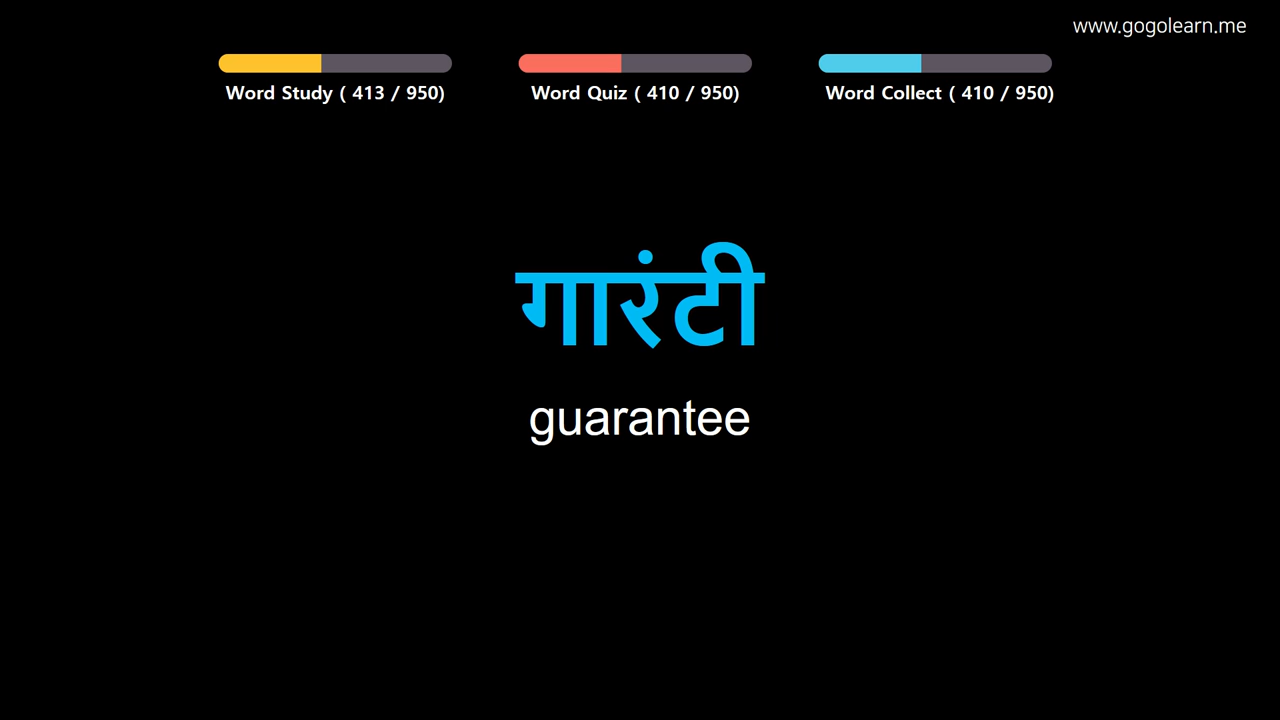 www.gogolearn.me
Word Study ( 413 / 950)
Word Quiz ( 410 / 950)
Word Collect ( 410 / 950)
गारंटी
guarantee